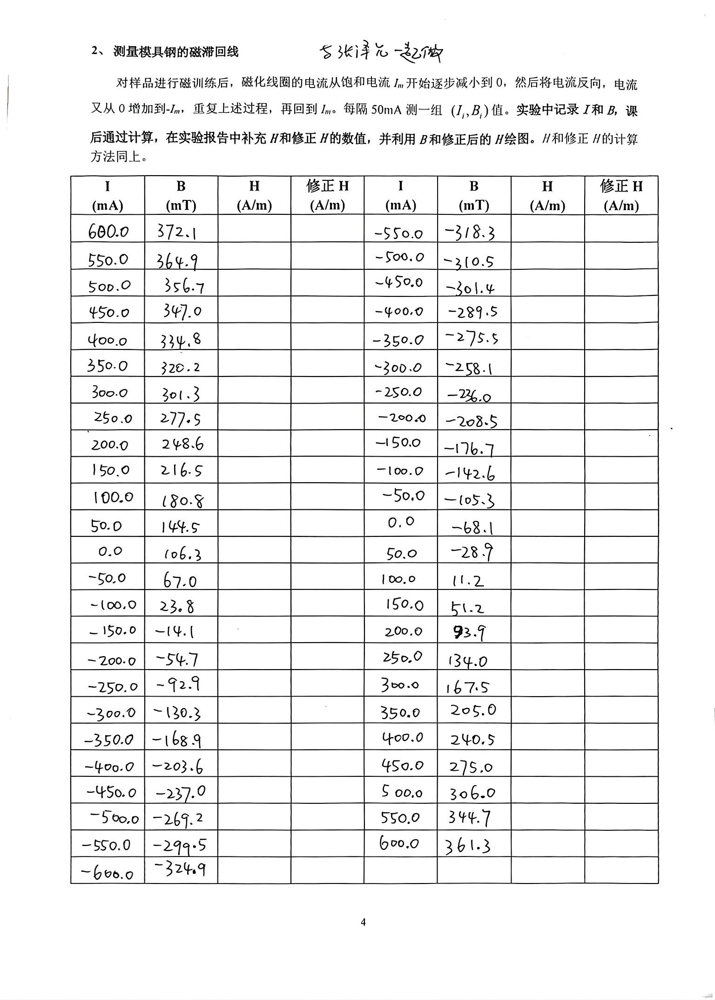 2、 测量模具钢的磁滞回线 与张泽元一起做
对样品进行磁训练后，磁化线圈的电流从饱和电流 Im 开始逐步减小到 0，然后将电流反向，电流
又从 0 增加到-Im，重复上述过程，再回到 Im。每隔 50mA 测一组 (Ii,Bi)值。实验中记录 I 和 B，课
后通过计算，在实验报告中补充 H和修正 H的数值，并利用 B和修正后的 H绘图。H和修正 H的计算
方法同上。
I B H 修正 H I B H 修正 H
(mA) (mT) (A/m) (A/m) (mA) (mT) (A/m) (A/m)
600.0 372.1 -550.0 -318.3
550.0 364.9 -500.0 -310.5
500.0 356.7 -450.0 -301.4
450.0 347.0 -400.0 -289.5
400.0 334.8 -350.0 -275.5
350.0 320.2 -300.0 -258.1
300.0 301.3 -250.0 -236.0
250.0 277.5 -200.0 -208.5
200.0 248.6 -150.0 -176.7
150.0 216.5 -100.0 -142.6
100.0 180.8 -50.0 -105.3
50.0 144.5 0.0 -68.1
0.0 106.3 50.0 -28.9
-50.0 67.0 100.0 11.2
-100.0 23.8 150.0 51.2
-150.0 -14.1 200.0 93.9
-200.0 -54.7 250.0 134.0
-250.0 -92.9 300.0 167.5
-300.0 -130.3 350.0 205.0
-350.0 -168.9 400.0 240.5
-400.0 -203.6 450.0 275.0
-450.0 -237.0 500.0 306.0
-500.0 -269.2 550.0 344.7
-550.0 -299.5 600.0 361.3
-600.0 -324.9
4